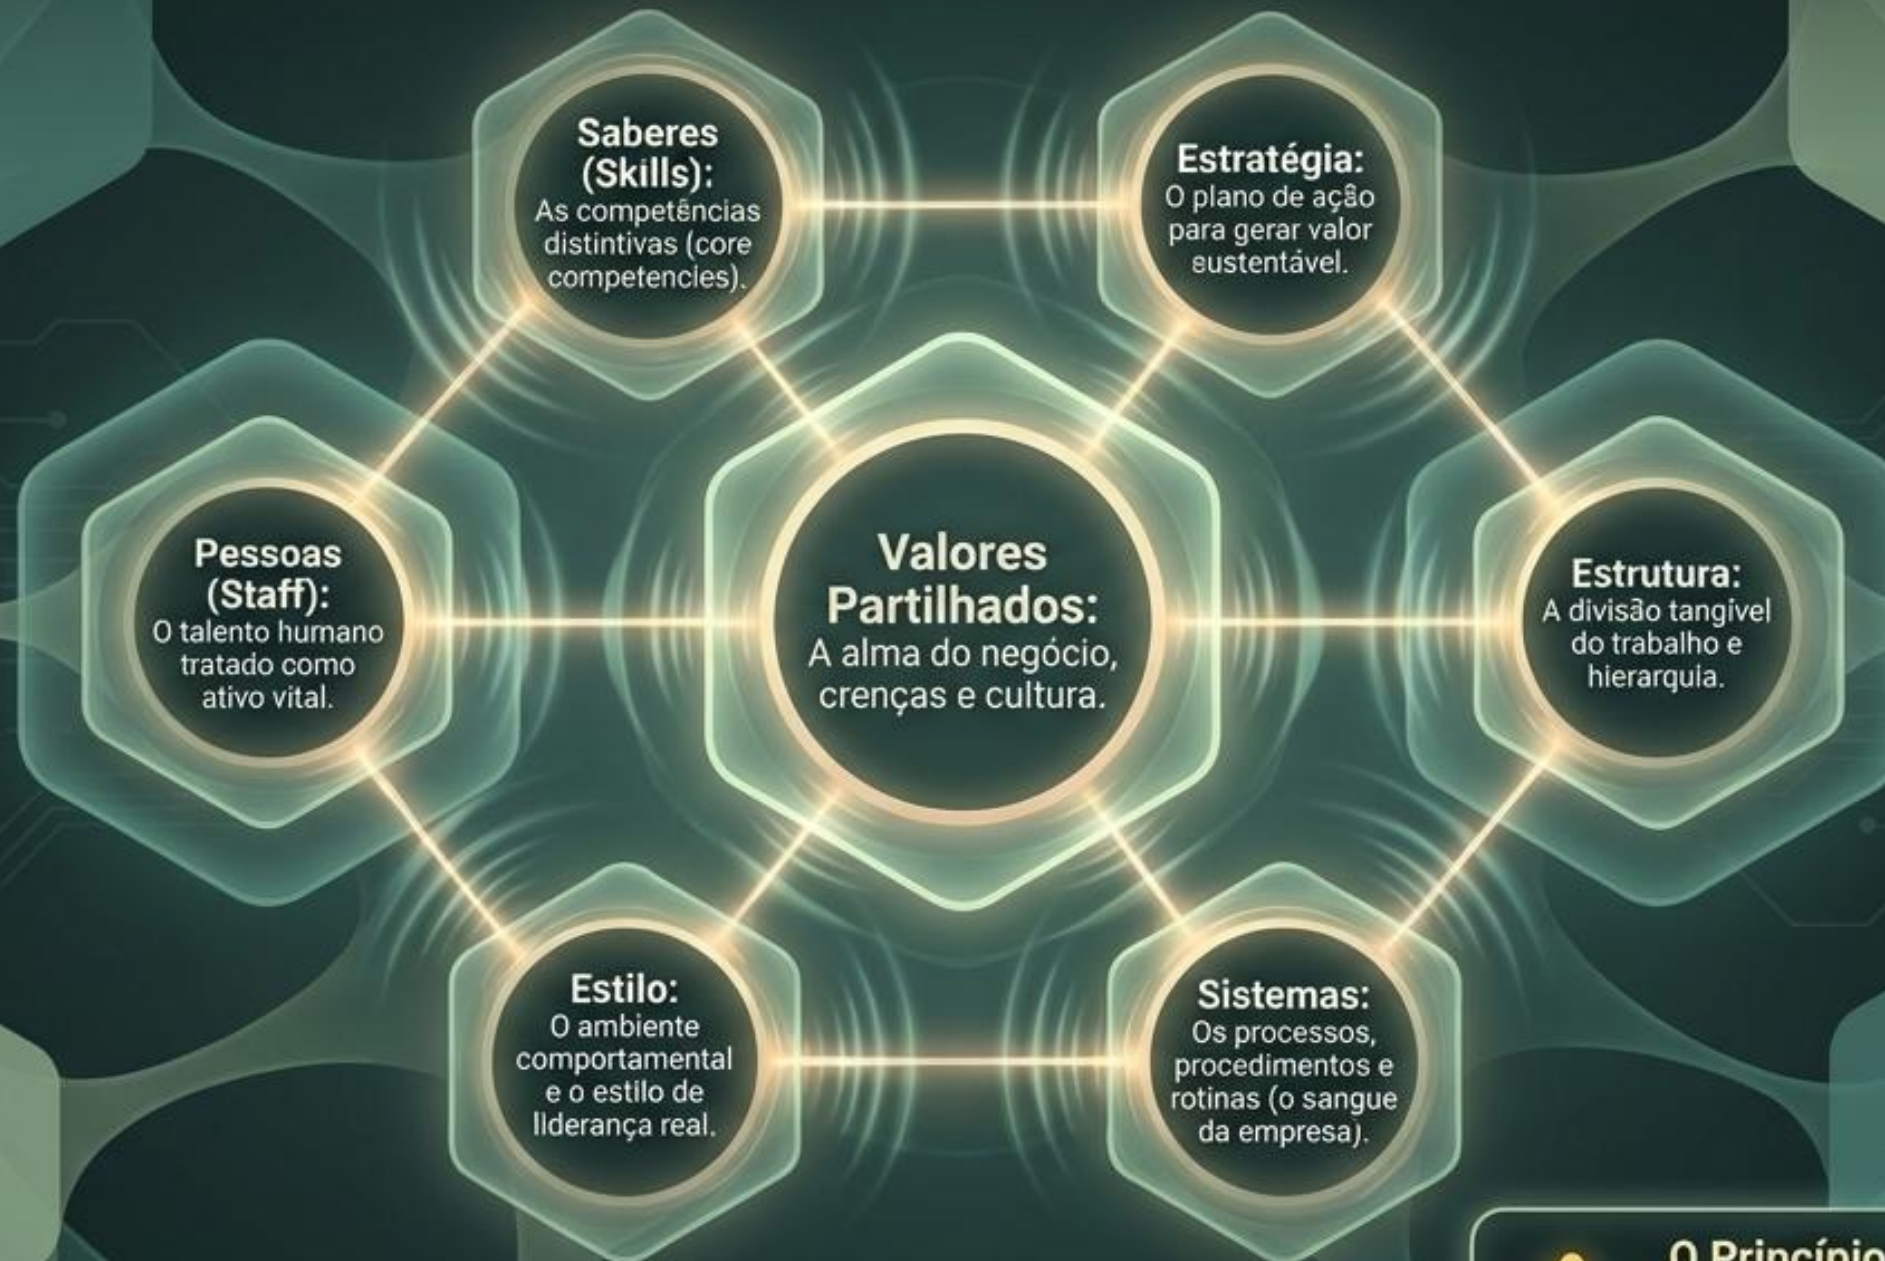 Saberes
(Skills):
As competências
distintivas (core
competencies).
Estratégia:
O plano de ação
para gerar valor
sustentável.
Pessoas
(Staff):
O talento humano
tratado como
ativo vital.
Valores
Partilhados:
A alma do negócio,
crenças e cultura.
Estrutura:
A divisão tangível
do trabalho e
hierarquia.
Estilo:
O ambiente
comportamental
e o estilo de
liderança real.
Sistemas:
Os processos,
procedimentos e
rotinas (o sangue
da empresa).
O Princípio